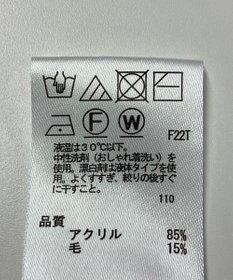 F W
F22T
液温は30℃以下。
中性洗剤(おしゃれ着洗い)を
使用。漂白剤は液体タイプを使
用。よくすすぎ、絞りの後すぐ
に干すこと。
110
品質
アクリル 85%
毛 15%